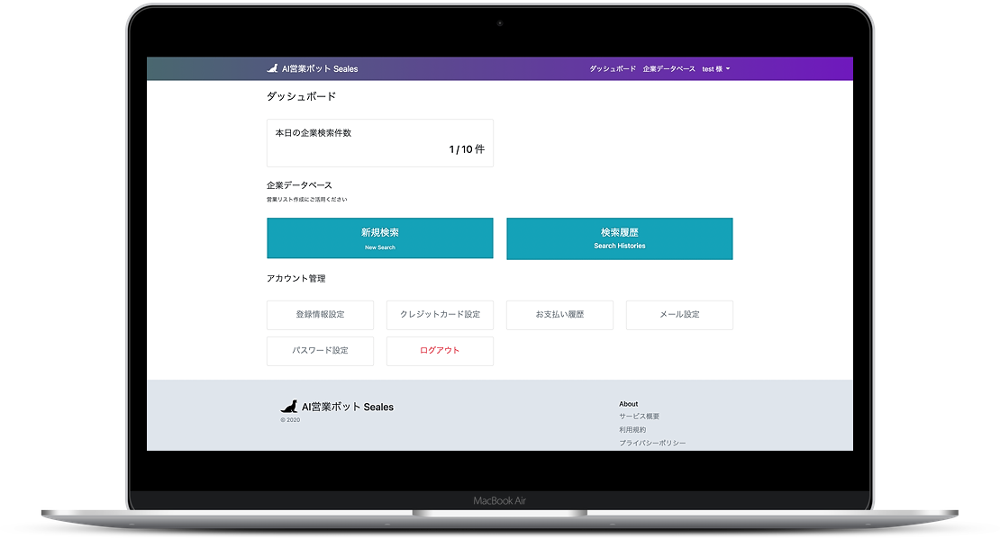 AI営業ボット Seales
ダッシュボード 企業データベース test 様
ダッシュボード
本日の企業検索件数
1 / 10 件
企業データベース
営業リスト作成にご活用ください
新規検索
New Search
検索履歴
Search Histories
アカウント管理
登録情報設定
クレジットカード設定
お支払い履歴
メール設定
パスワード設定
ログアウト
AI営業ボット Seales
© 2020
About
サービス概要
利用規約
プライバシーポリシー
MacBook Air